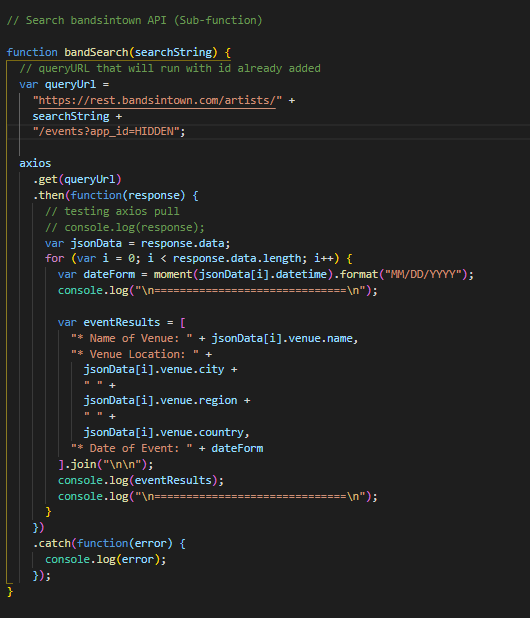 // Search bandsintown API (Sub-function)

function bandSearch(searchString) {
  // queryURL that will run with id already added
  var queryUrl =
    "https://rest.bandsintown.com/artists/" +
    searchString +
    "/events?app_id=HIDDEN";

  axios
    .get(queryUrl)
    .then(function(response) {
      // testing axios pull
      // console.log(response);
      var jsonData = response.data;
      for (var i = 0; i < response.data.length; i++) {
        var dateForm = moment(jsonData[i].datetime).format("MM/DD/YYYY");
        console.log("\n==============================\n");

        var eventResults = [
          "* Name of Venue: " + jsonData[i].venue.name,
          "* Venue Location: " +
            jsonData[i].venue.city +
            " " +
            jsonData[i].venue.region +
            " " +
            jsonData[i].venue.country,
          "* Date of Event: " + dateForm
        ].join("\n\n");
        console.log(eventResults);
        console.log("\n==============================\n");
      }
    })
    .catch(function(error) {
      console.log(error);
    });
}